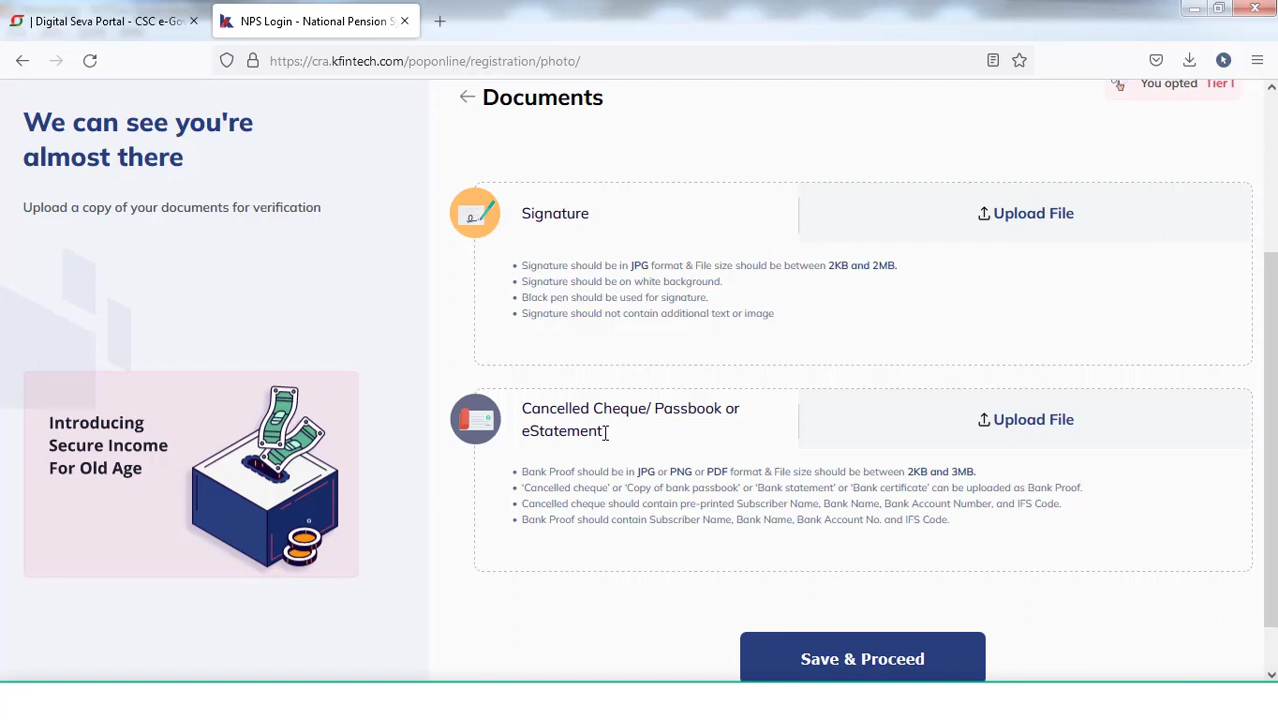 | Digital Seva Portal - CSC e-Gov
NPS Login - National Pension S
https://cra.kfintech.com/poponline/registration/photo/
We can see you're
almost there
Upload a copy of your documents for verification
Introducing
Secure Income
For Old Age
Documents
You opted Tier I
Signature
Upload File
• Signature should be in JPG format & File size should be between 2KB and 2MB.
• Signature should be on white background.
• Black pen should be used for signature.
• Signature should not contain additional text or image
Cancelled Cheque/ Passbook or
eStatement
Upload File
• Bank Proof should be in JPG or PNG or PDF format & File size should be between 2KB and 3MB.
• ‘Cancelled cheque’ or ‘Copy of bank passbook’ or ‘Bank statement’ or ‘Bank certificate’ can be uploaded as Bank Proof.
• Cancelled cheque should contain pre-printed Subscriber Name, Bank Name, Bank Account Number, and IFS Code.
• Bank Proof should contain Subscriber Name, Bank Name, Bank Account No. and IFS Code.
Save & Proceed